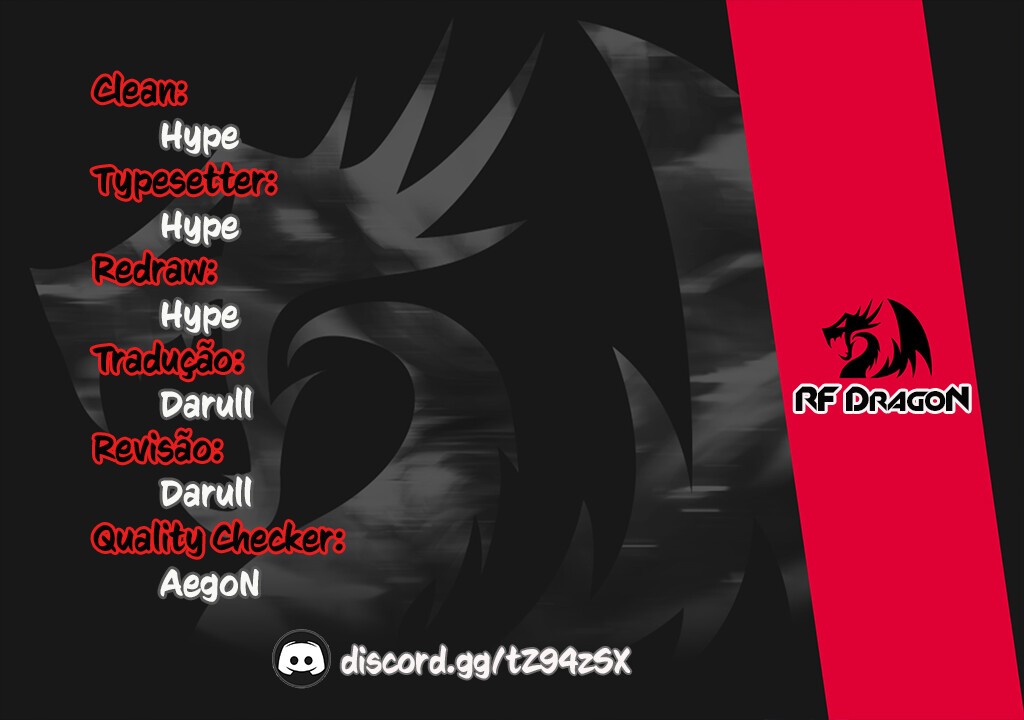 Clean:
Hype
Typesetter:
Hype
Redraw:
Hype
Tradução:
Darull
Revisão:
Darull
Quality Checker:
AegoN
discord.gg/tZ94zSX
RF DRAGON